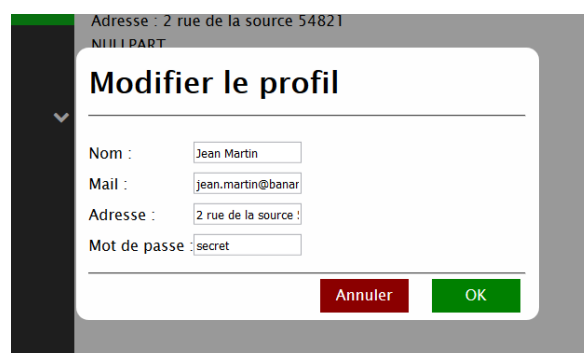 Adresse : 2 rue de la source 54821
NULLPART
Modifier le profil
Nom : Jean Martin
Mail : jean.martin@banar
Adresse : 2 rue de la source
Mot de passe : secret
Annuler OK